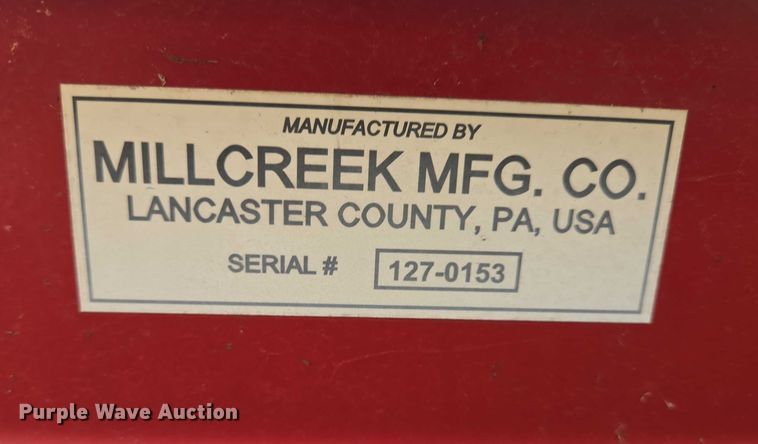 MANUFACTURED BY
MILLCREEK MFG. CO.
LANCASTER COUNTY, PA, USA
SERIAL # 127-0153
Purple Wave Auction